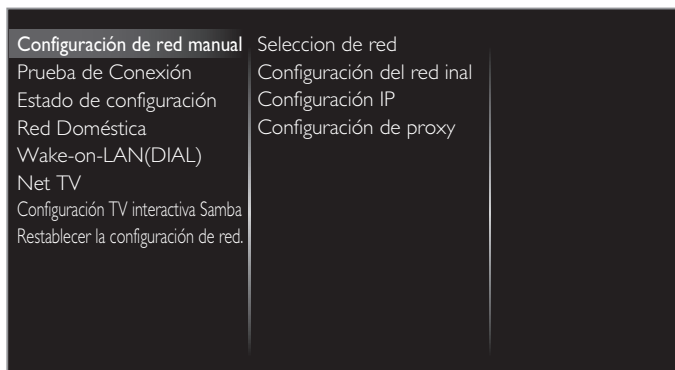 Configuración de red manual
Prueba de Conexión
Estado de configuración
Red Doméstica
Wake-on-LAN(DIAL)
Net TV
Configuración TV interactiva Samba
Restablecer la configuración de red.
Seleccion de red
Configuración del red inal
Configuración IP
Configuración de proxy